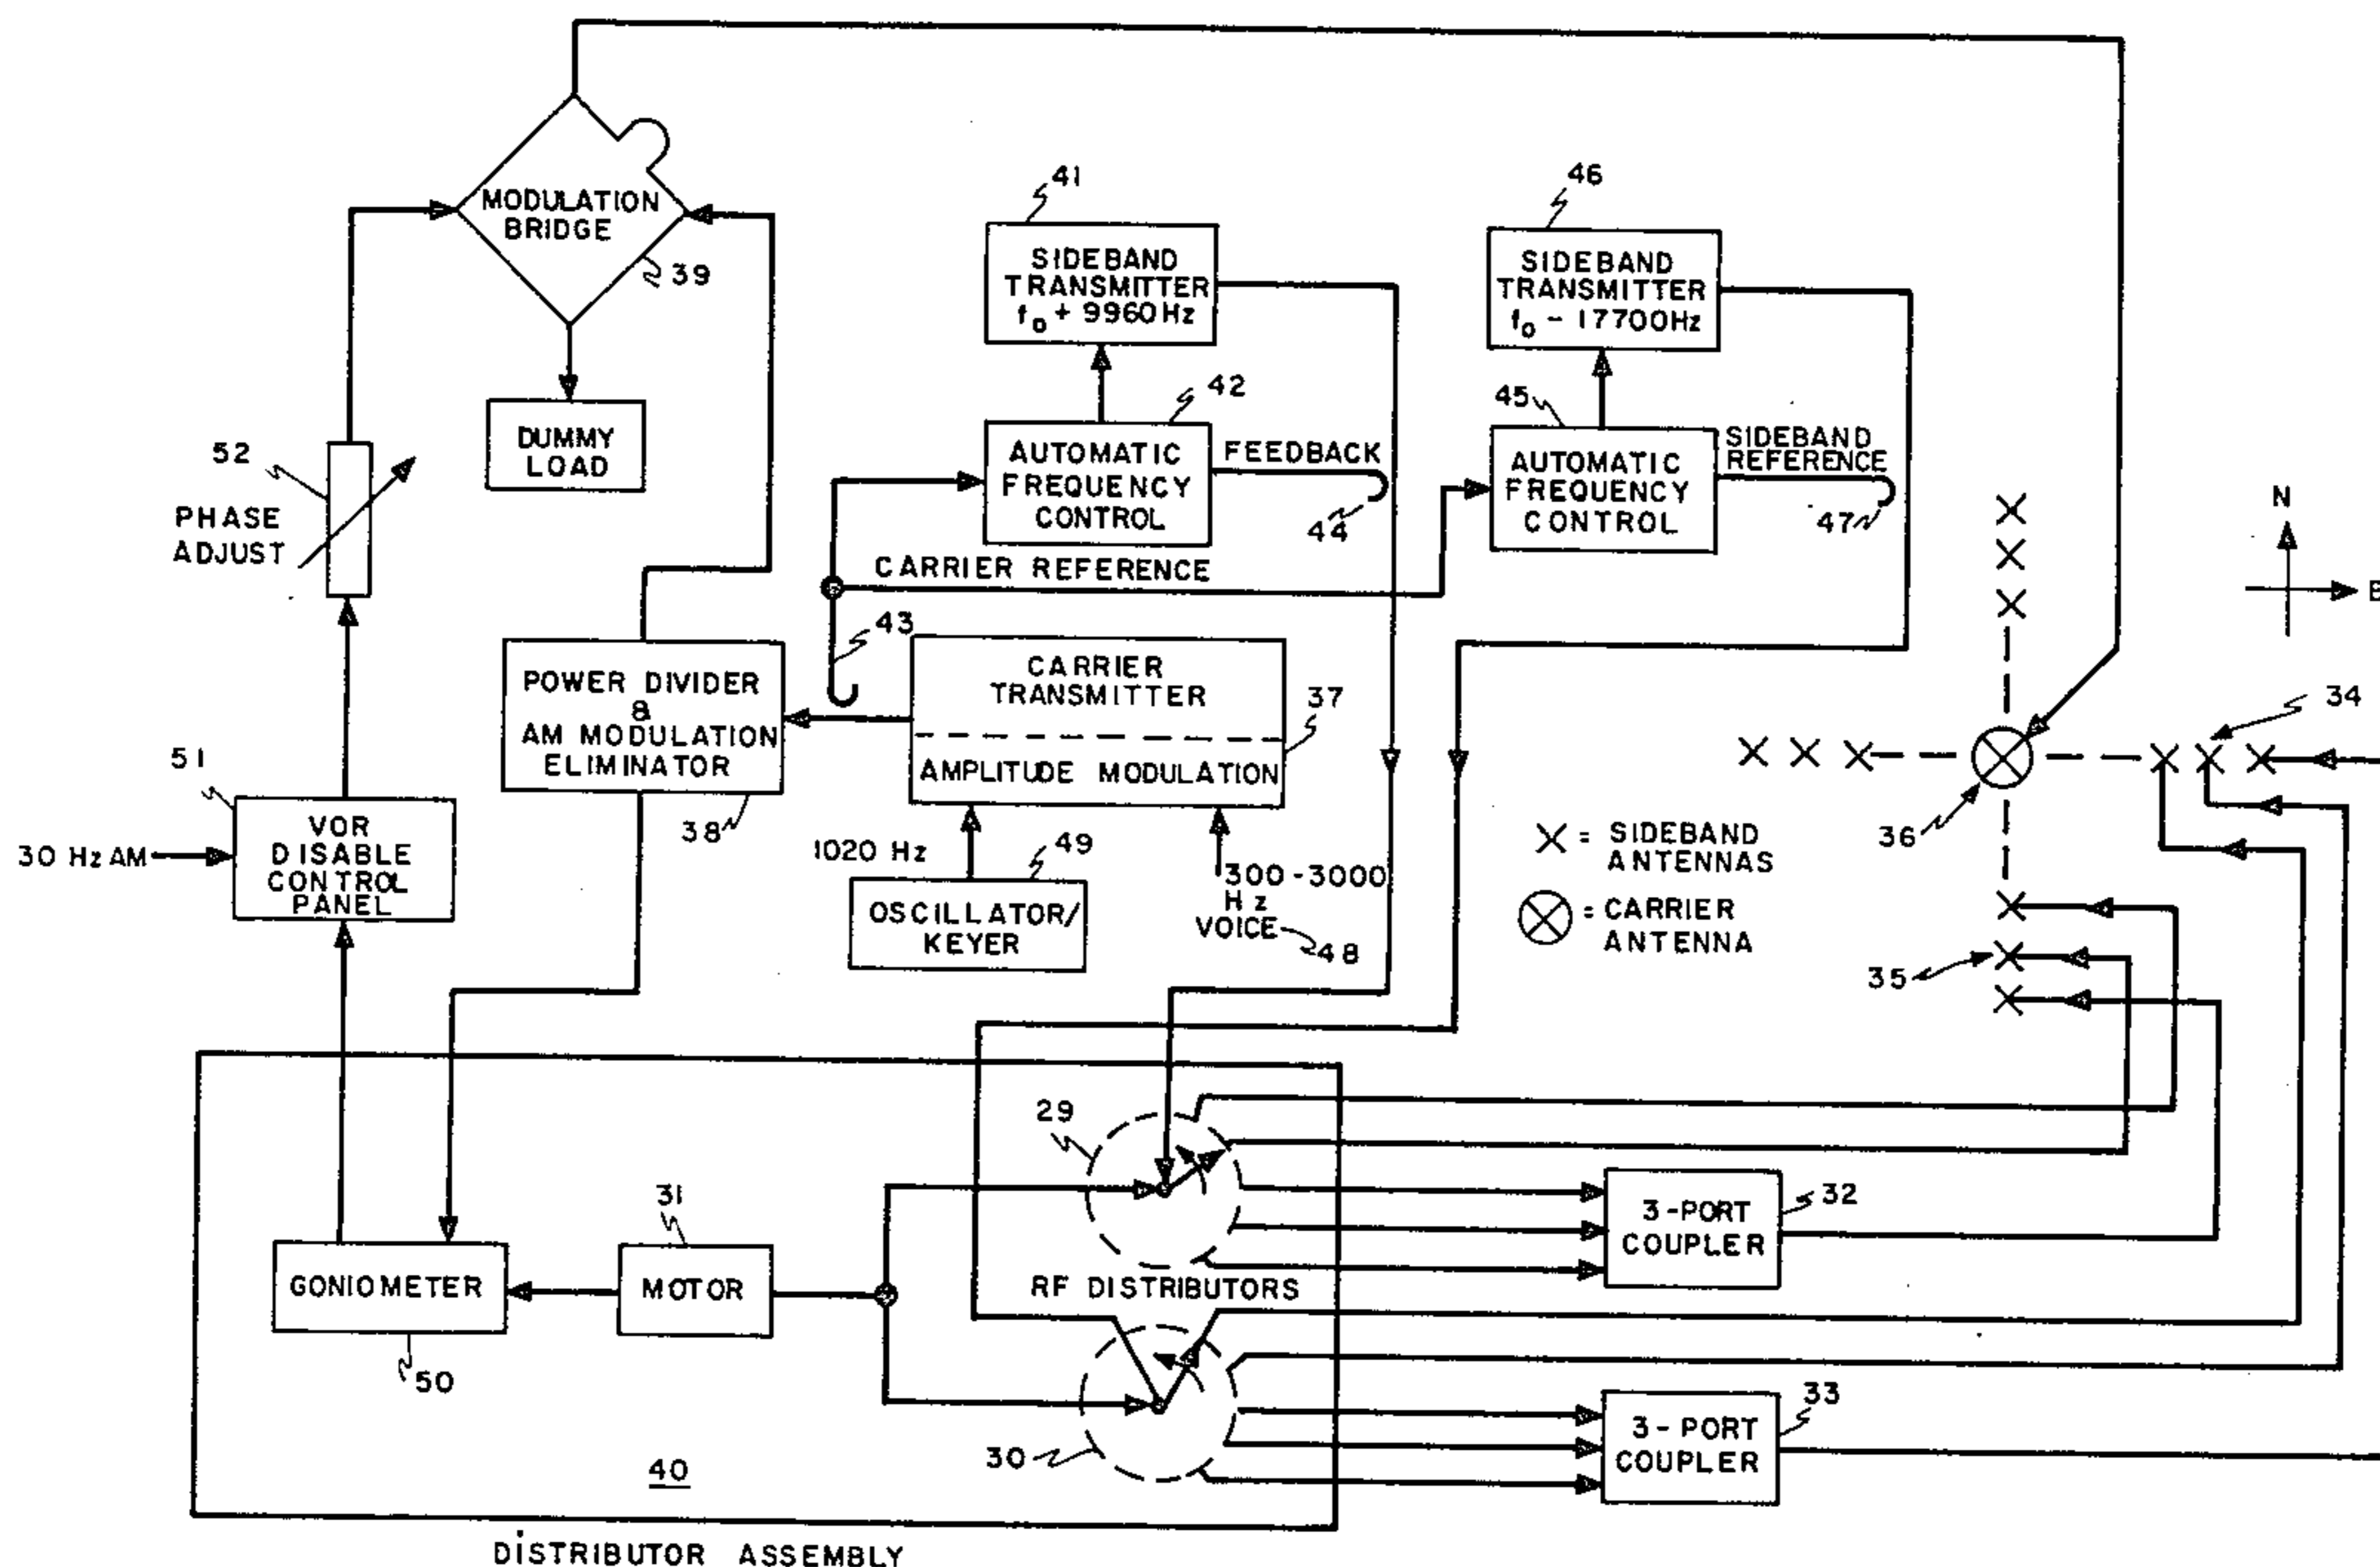 MODULATION
BRIDGE
39
DUMMY
LOAD
52
PHASE
ADJUST
41
SIDEBAND
TRANSMITTER
fo + 9960Hz
42
AUTOMATIC
FREQUENCY
CONTROL
FEEDBACK
44
46
SIDEBAND
TRANSMITTER
fo - 17700Hz
45
AUTOMATIC
FREQUENCY
CONTROL
SIDEBAND
REFERENCE
47
CARRIER REFERENCE
43
POWER DIVIDER
&
AM MODULATION
ELIMINATOR
38
CARRIER
TRANSMITTER
AMPLITUDE MODULATION
37
51
30 Hz AM
VOR
DISABLE
CONTROL
PANEL
1020 Hz
49
OSCILLATOR/
KEYER
300-3000
Hz
VOICE
48
N
E
34
36
35
X = SIDEBAND
ANTENNAS
= CARRIER
ANTENNA
29
31
GONIOMETER
50
MOTOR
RF DISTRIBUTORS
30
3-PORT
COUPLER
32
3-PORT
COUPLER
33
40
DISTRIBUTOR ASSEMBLY